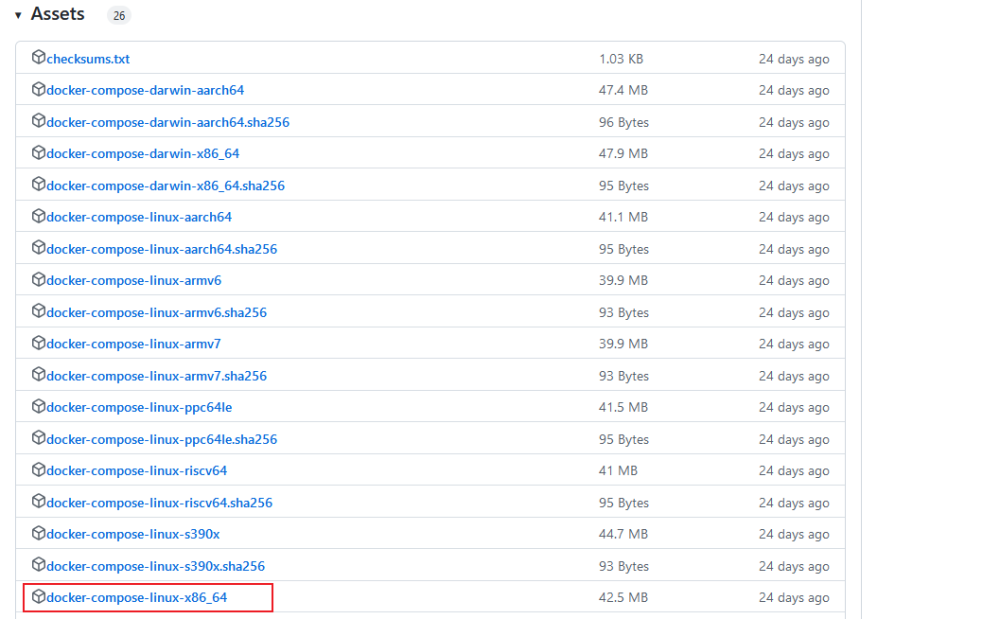 Assets 26
checksums.txt 1.03 KB 24 days ago
docker-compose-darwin-aarch64 47.4 MB 24 days ago
docker-compose-darwin-aarch64.sha256 96 Bytes 24 days ago
docker-compose-darwin-x86_64 47.9 MB 24 days ago
docker-compose-darwin-x86_64.sha256 95 Bytes 24 days ago
docker-compose-linux-aarch64 41.1 MB 24 days ago
docker-compose-linux-aarch64.sha256 95 Bytes 24 days ago
docker-compose-linux-armv6 39.9 MB 24 days ago
docker-compose-linux-armv6.sha256 93 Bytes 24 days ago
docker-compose-linux-armv7 39.9 MB 24 days ago
docker-compose-linux-armv7.sha256 93 Bytes 24 days ago
docker-compose-linux-ppc64le 41.5 MB 24 days ago
docker-compose-linux-ppc64le.sha256 95 Bytes 24 days ago
docker-compose-linux-riscv64 41 MB 24 days ago
docker-compose-linux-riscv64.sha256 95 Bytes 24 days ago
docker-compose-linux-s390x 44.7 MB 24 days ago
docker-compose-linux-s390x.sha256 93 Bytes 24 days ago
docker-compose-linux-x86_64 42.5 MB 24 days ago